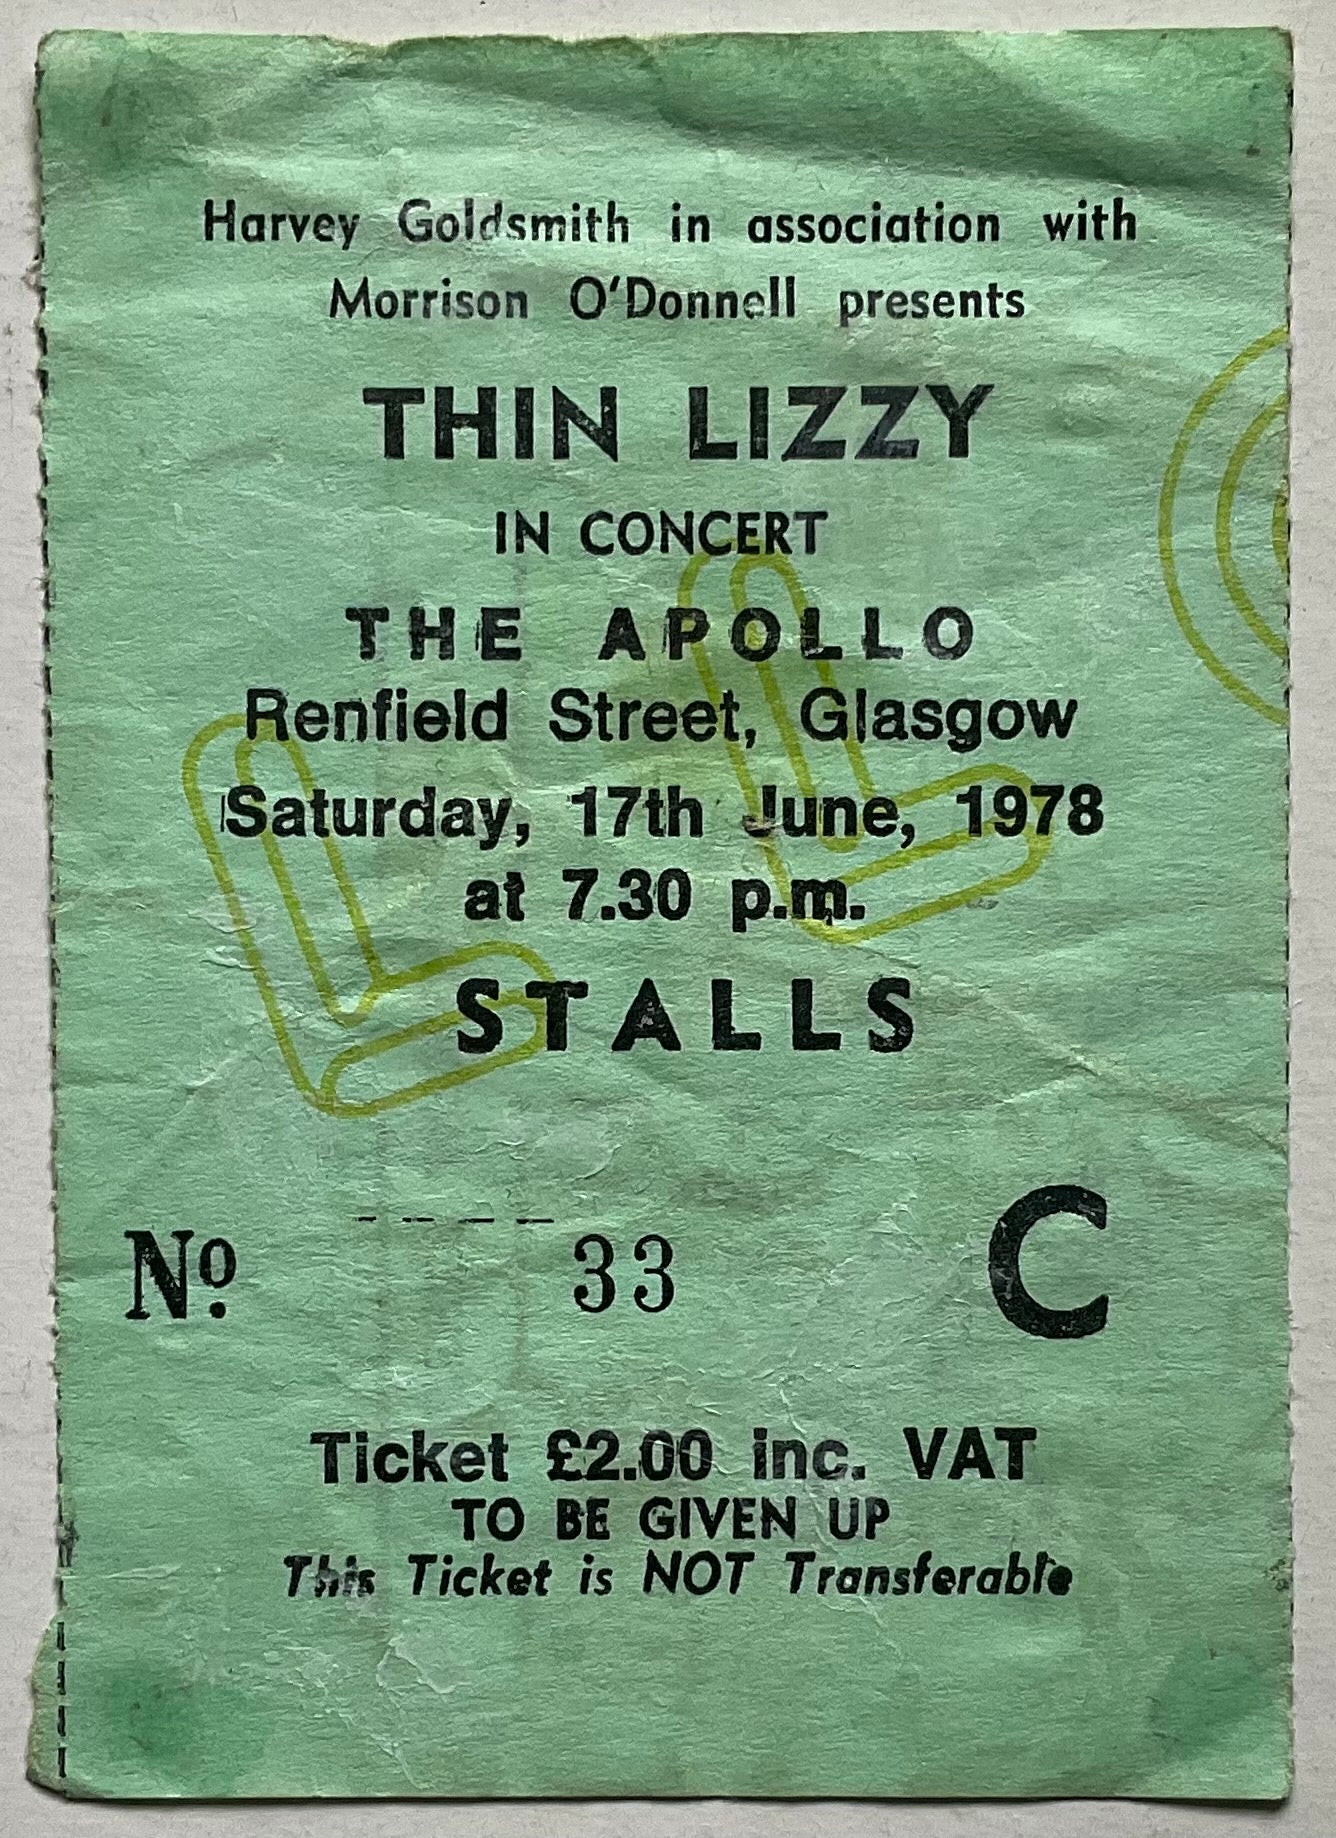 Harvey Goldsmith in association with
Morrison O'Donnell presents
THIN LIZZY
IN CONCERT
THE APOLLO
Renfield Street, Glasgow
Saturday, 17th June, 1978
at 7.30 p.m.
STALLS
Nº. 33 C
Ticket £2.00 inc. VAT
TO BE GIVEN UP
This Ticket is NOT Transferable